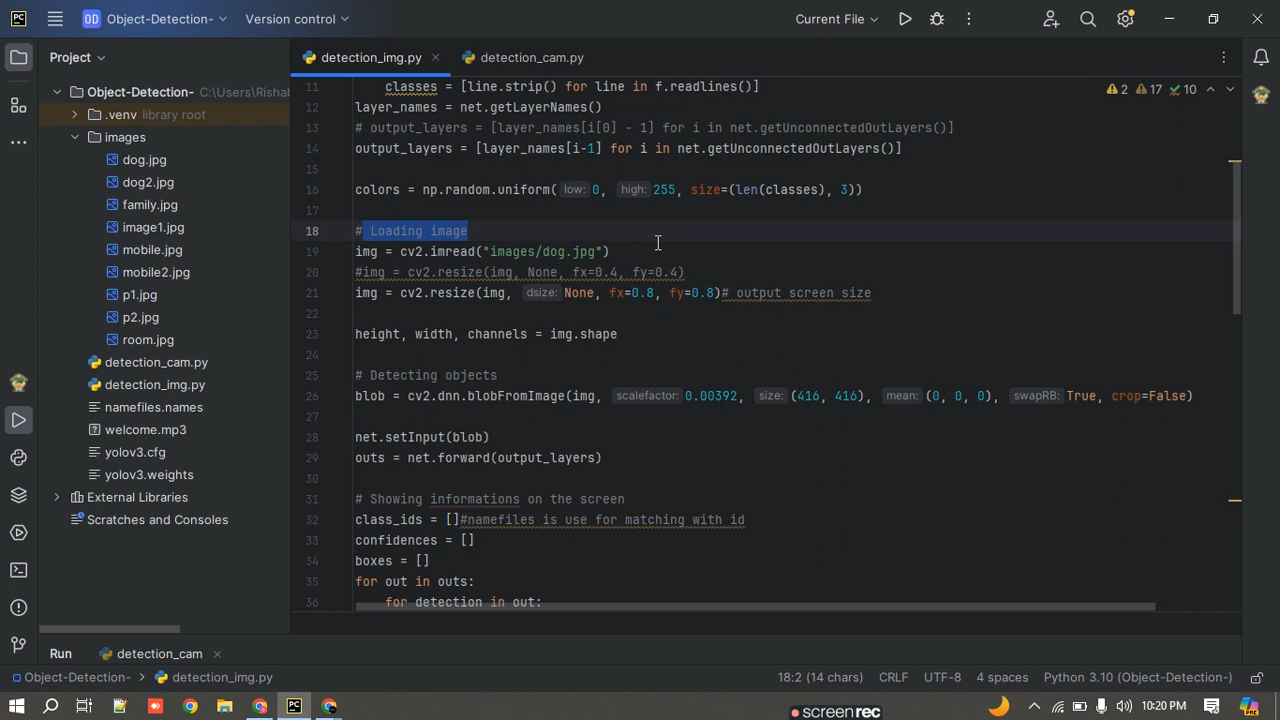 OD Object-Detection- Version control Current File
Project detection_img.py detection_cam.py
Object-Detection- C:\Users\Risha
.venv library root
images
dog.jpg
dog2.jpg
family.jpg
image1.jpg
mobile.jpg
mobile2.jpg
p1.jpg
p2.jpg
room.jpg
detection_cam.py
detection_img.py
namefiles.names
welcome.mp3
yolov3.cfg
yolov3.weights
External Libraries
Scratches and Consoles
2 17 10
11 classes = [line.strip() for line in f.readlines()]
12 layer_names = net.getLayerNames()
13 # output_layers = [layer_names[i[0] - 1] for i in net.getUnconnectedOutLayers()]
14 output_layers = [layer_names[i-1] for i in net.getUnconnectedOutLayers()]
15
16 colors = np.random.uniform( low: 0, high: 255, size=(len(classes), 3))
17
18 # Loading image
19 img = cv2.imread("images/dog.jpg")
20 #img = cv2.resize(img, None, fx=0.4, fy=0.4)
21 img = cv2.resize(img, dsize: None, fx=0.8, fy=0.8)# output screen size
22
23 height, width, channels = img.shape
24
25 # Detecting objects
26 blob = cv2.dnn.blobFromImage(img, scalefactor: 0.00392, size: (416, 416), mean: (0, 0, 0), swapRB: True, crop=False)
27
28 net.setInput(blob)
29 outs = net.forward(output_layers)
30
31 # Showing informations on the screen
32 class_ids = []#namefiles is use for matching with id
33 confidences = []
34 boxes = []
35 for out in outs:
36 for detection in out:
Run detection_cam
Object-Detection- detection_img.py 18:2 (14 chars) CRLF UTF-8 4 spaces Python 3.10 (Object-Detection-)
screenrec
10:20 PM